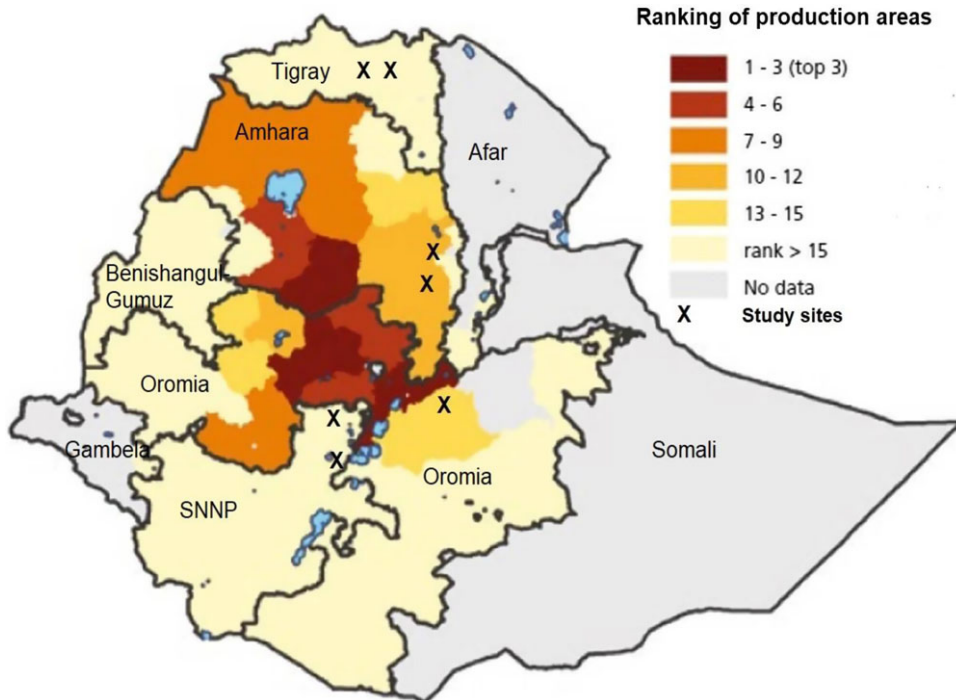 Ranking of production areas
1 - 3 (top 3)
4 - 6
7 - 9
10 - 12
13 - 15
rank > 15
No data
X Study sites
Tigray X X
Amhara
Afar
X
Benishangul-
Gumuz
X
Oromia
X
X
Gambela
X
Oromia
Somali
SNNP